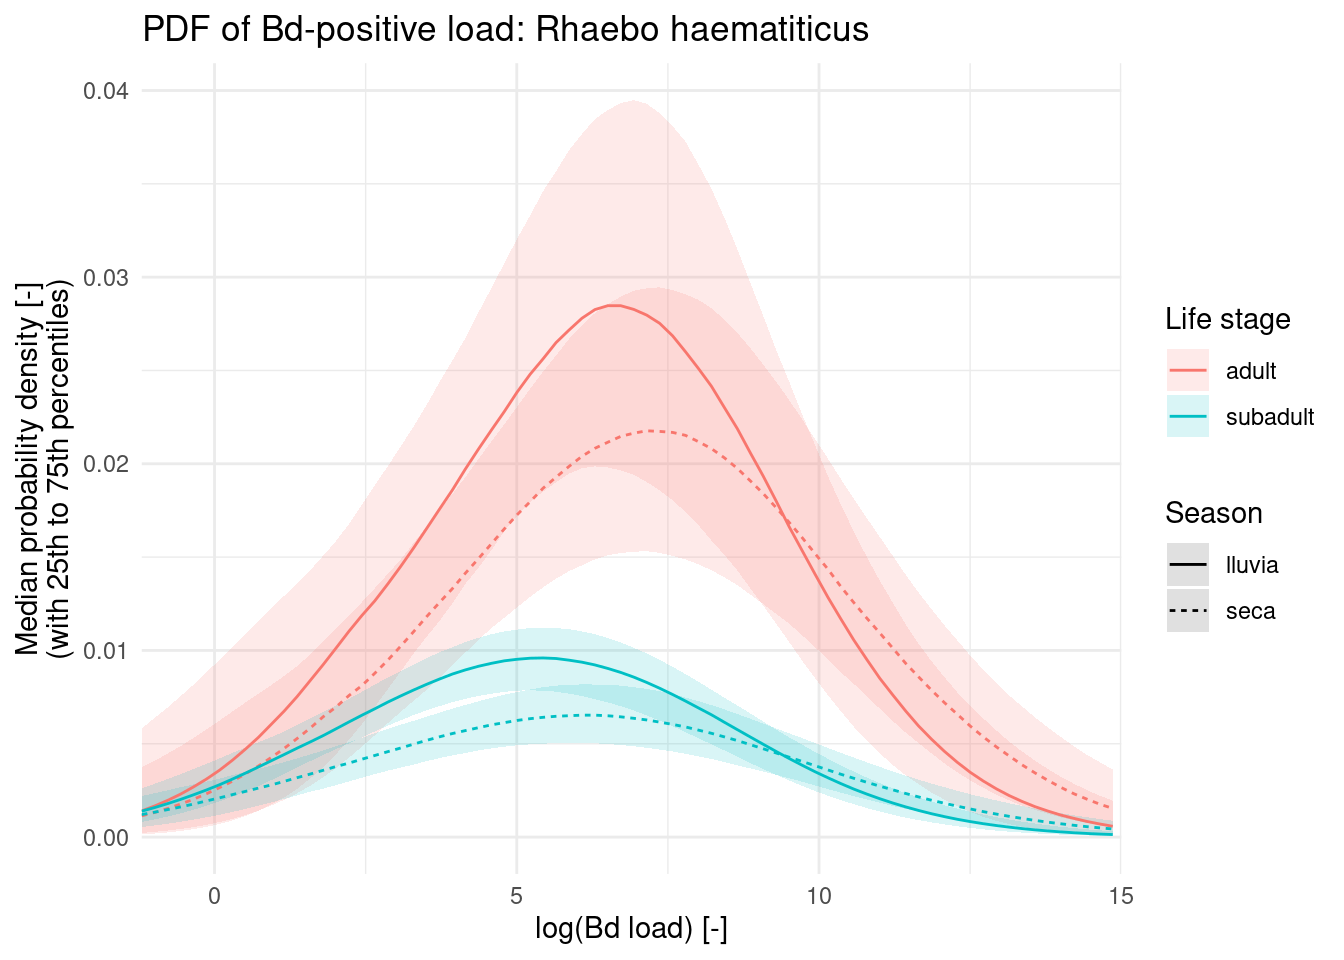 PDF of Bd-positive load: Rhaebo haematiticus
Median probability density [-]
(with 25th to 75th percentiles)
0.04
0.03
0.02
0.01
0.00
0
5
10
15
log(Bd load) [-]
Life stage
adult
subadult
Season
lluvia
seca